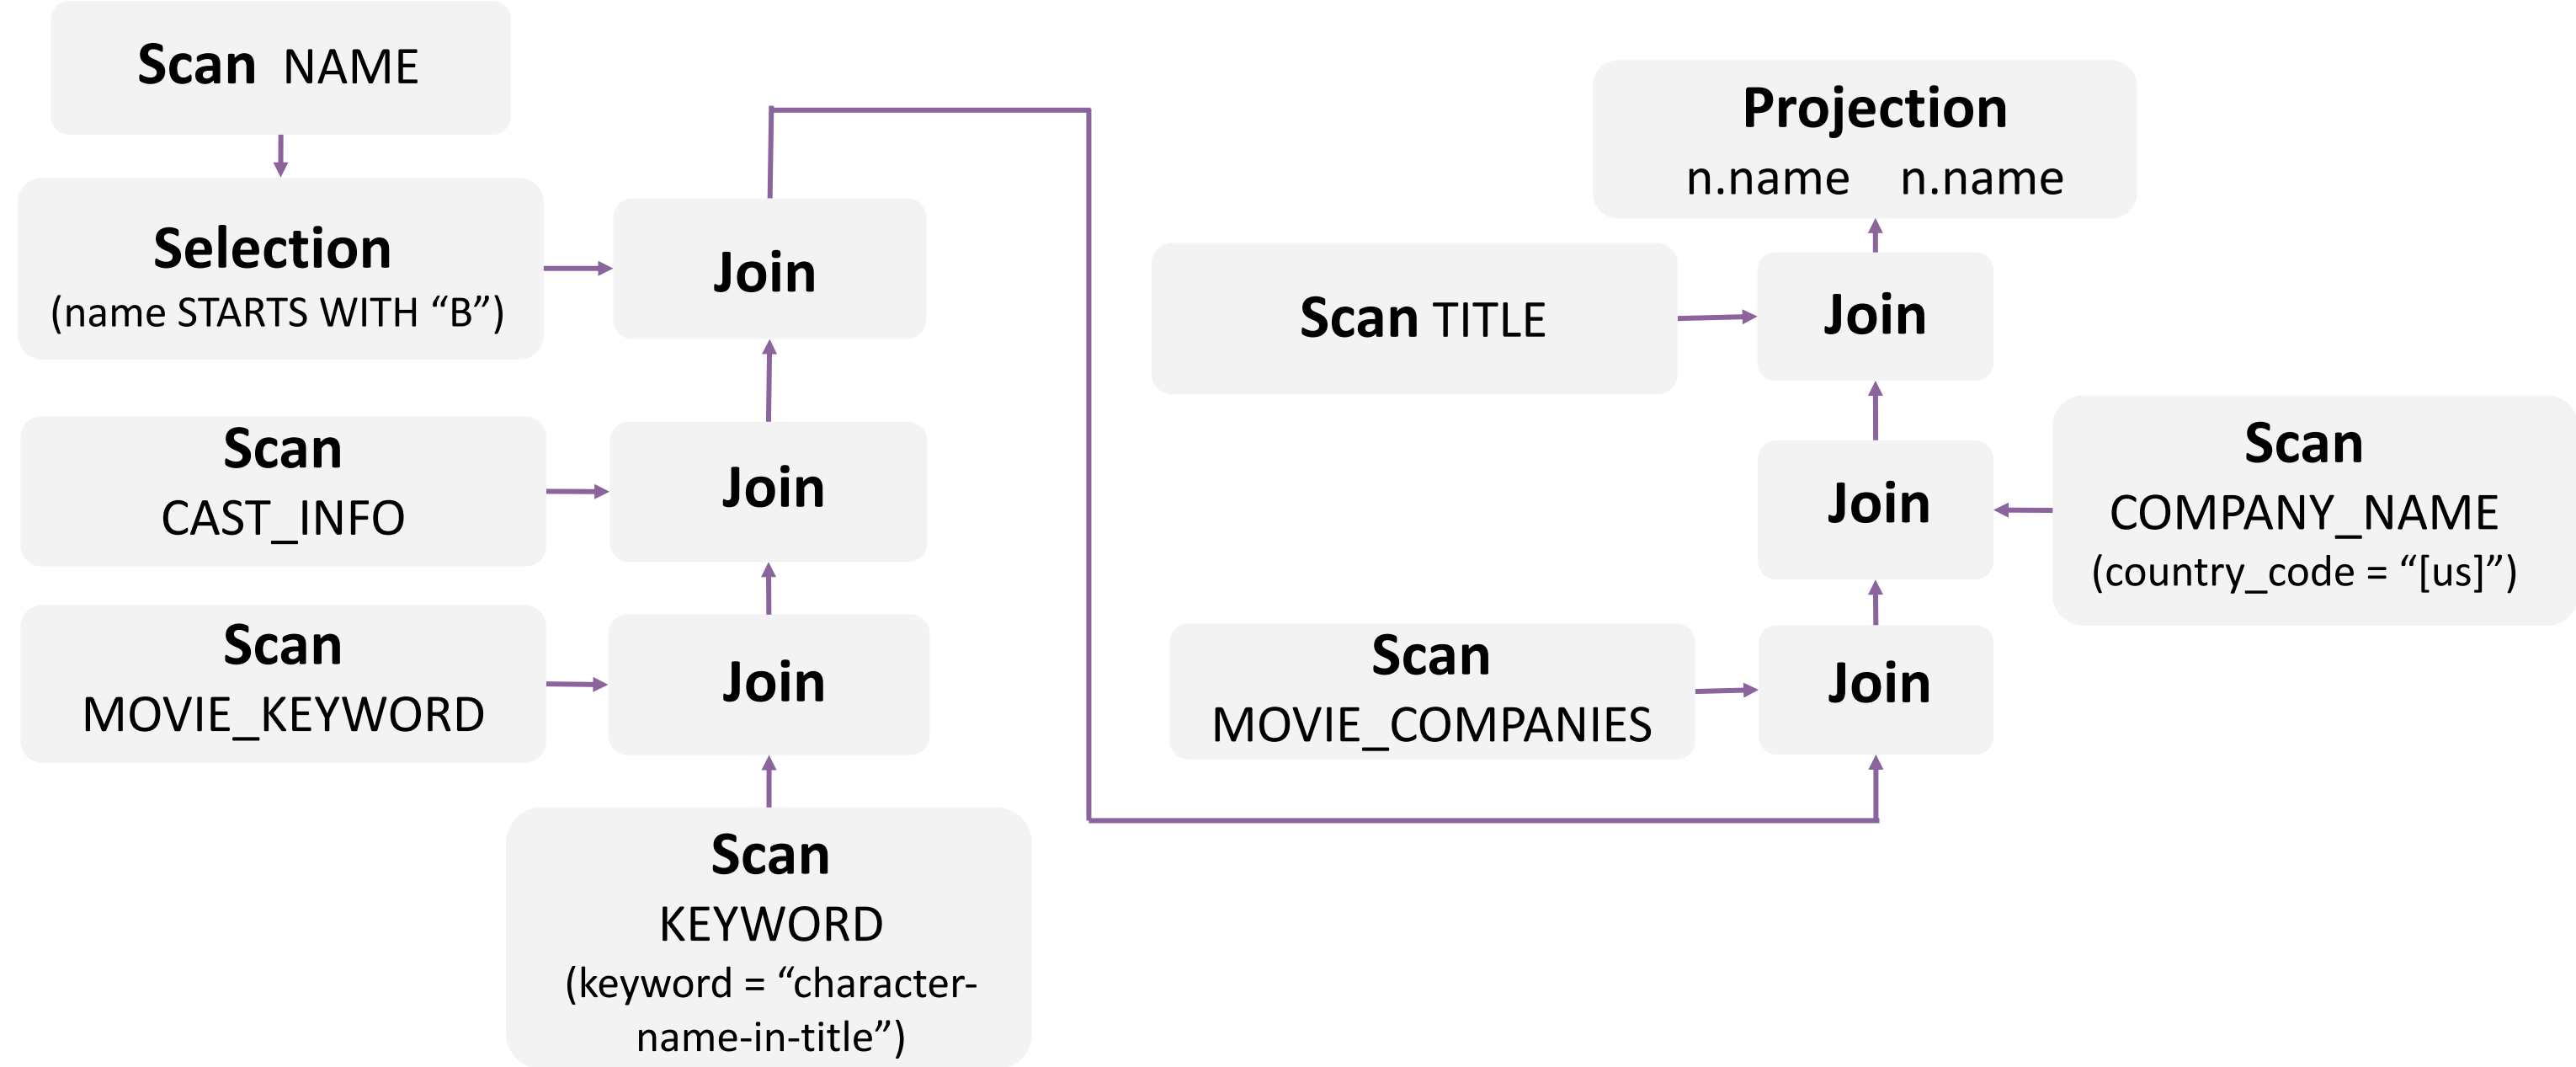 Scan NAME
Selection
(name STARTS WITH “B”)
Join
Scan
CAST_INFO
Join
Scan
MOVIE_KEYWORD
Join
Scan
KEYWORD
(keyword = “character-
name-in-title”)
Projection
n.name n.name
Scan TITLE
Join
Join
Scan
COMPANY_NAME
(country_code = “[us]”)
Scan
MOVIE_COMPANIES
Join